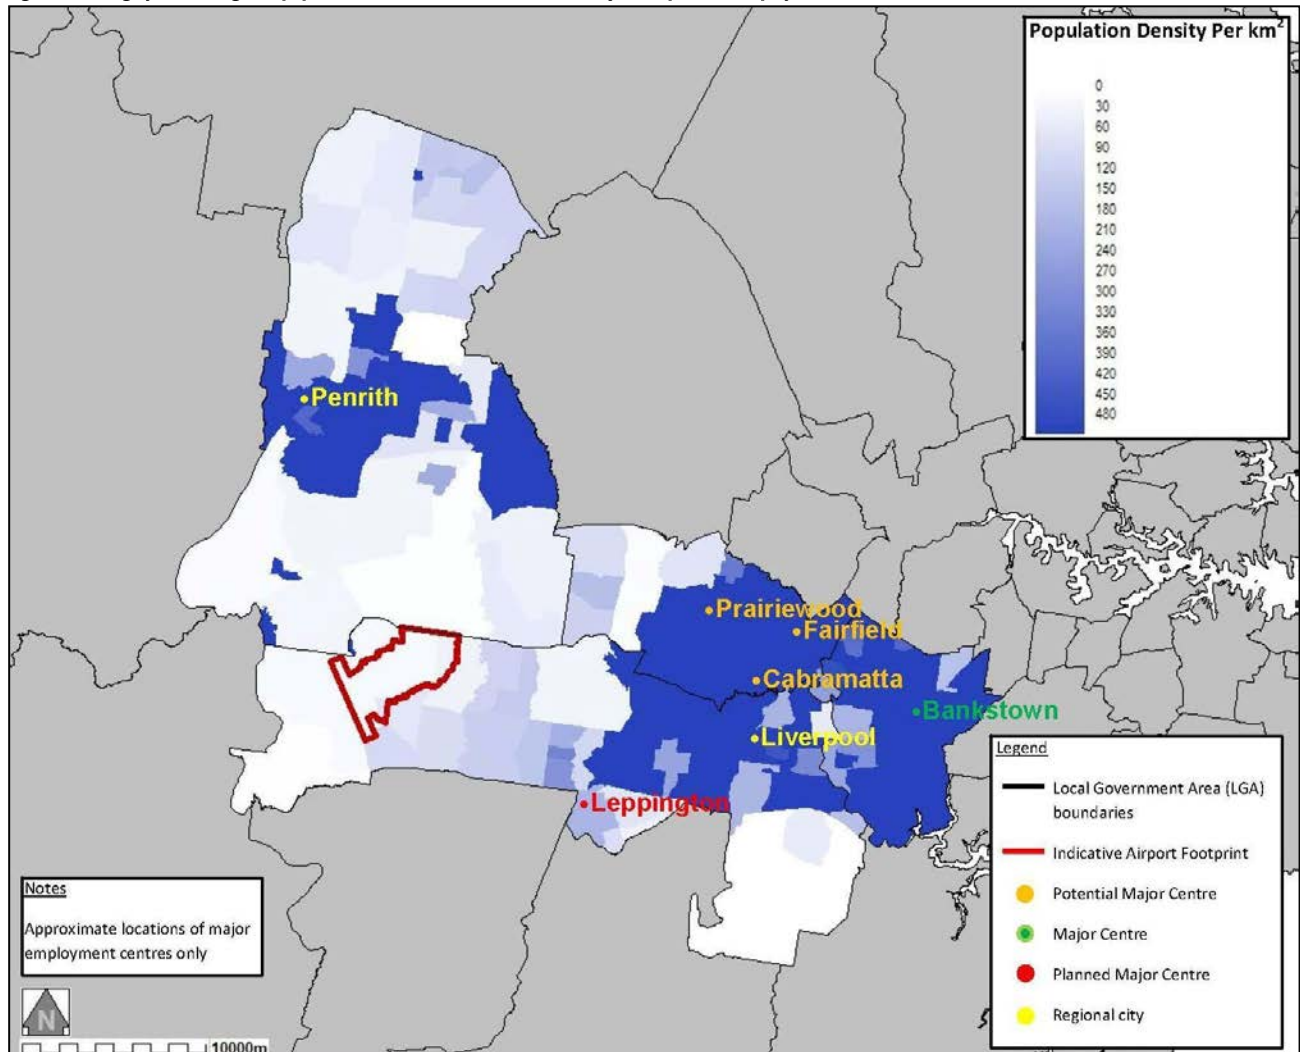 Population Density Per km²
0
30
60
90
120
150
180
210
240
270
300
330
360
390
420
450
480
Penrith
Prairiewood
Fairfield
Cabramatta
Bankstown
Liverpool
Leppington
Legend
Local Government Area (LGA)
boundaries
Indicative Airport Footprint
Potential Major Centre
Major Centre
Planned Major Centre
Regional city
Notes
Approximate locations of major
employment centres only
N
10000m